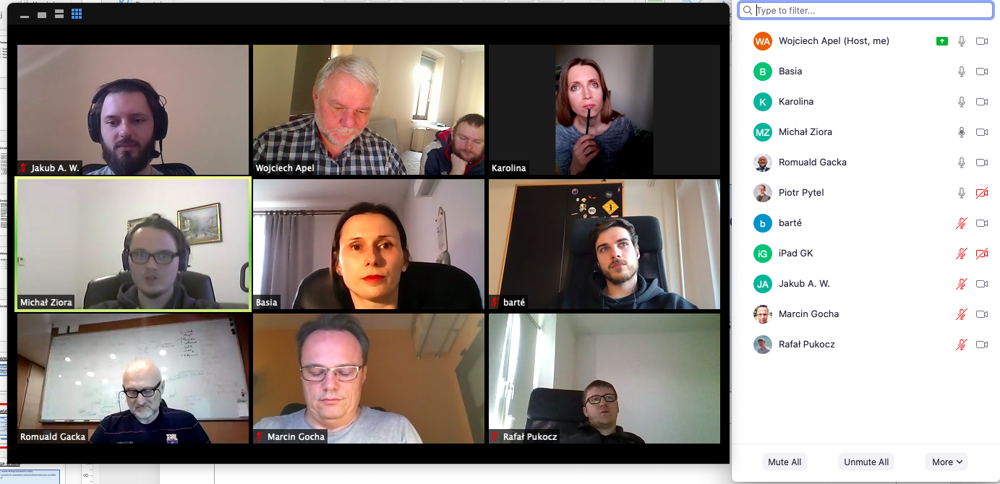 Jakub A. W.
Wojciech Apel
Karolina
Michał Ziora
Basia
barté
Romuald Gacka
Marcin Gocha
Rafał Pukocz
Type to filter...
WA Wojciech Apel (Host, me)
B Basia
K Karolina
MZ Michał Ziora
Romuald Gacka
Piotr Pytel
b barté
iG iPad GK
JA Jakub A. W.
Marcin Gocha
Rafał Pukocz
Mute All
Unmute All
More